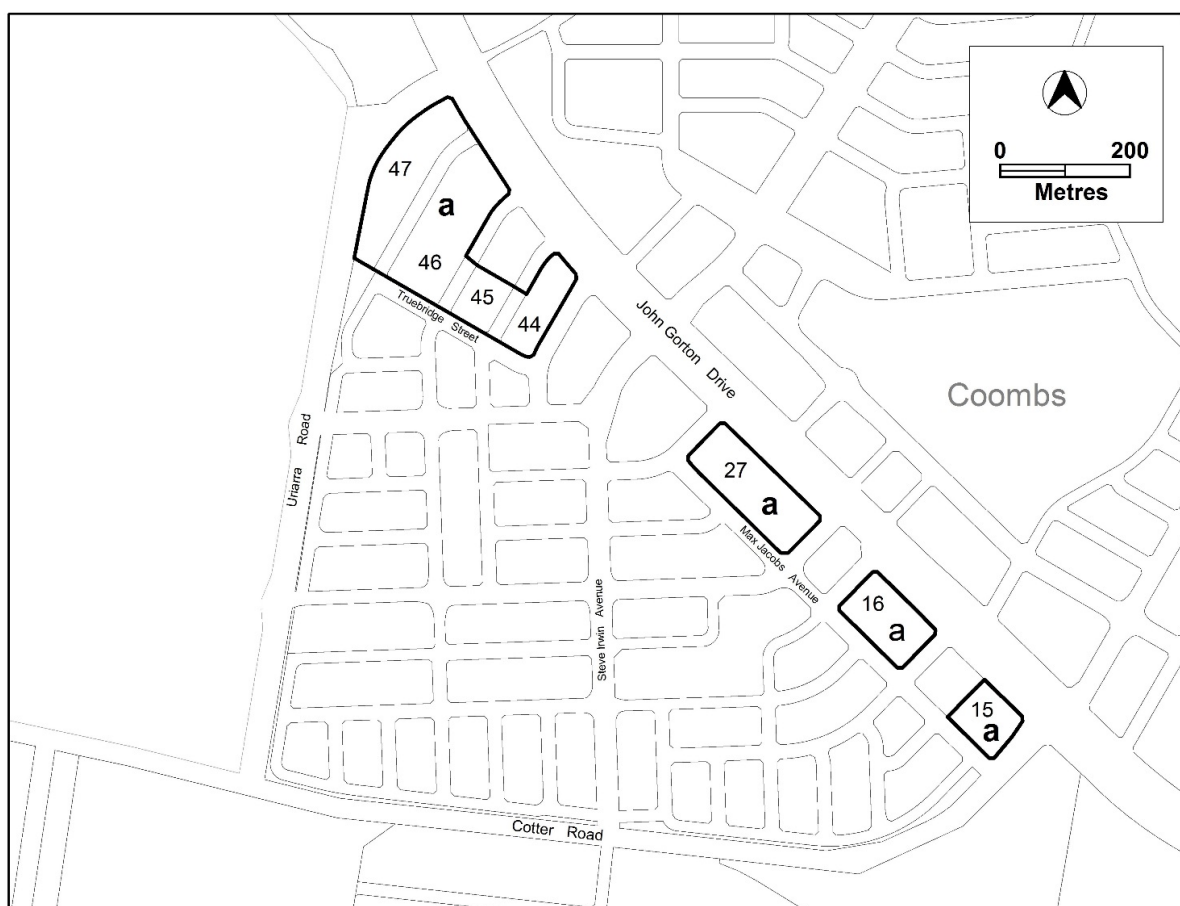 0 200
Metres
47
a
46
45
44
Truebridge Street
John Gorton Drive
Coombs
Uriarra Road
27
a
Max Jacobs Avenue
16
a
Steve Irwin Avenue
15
a
Cotter Road